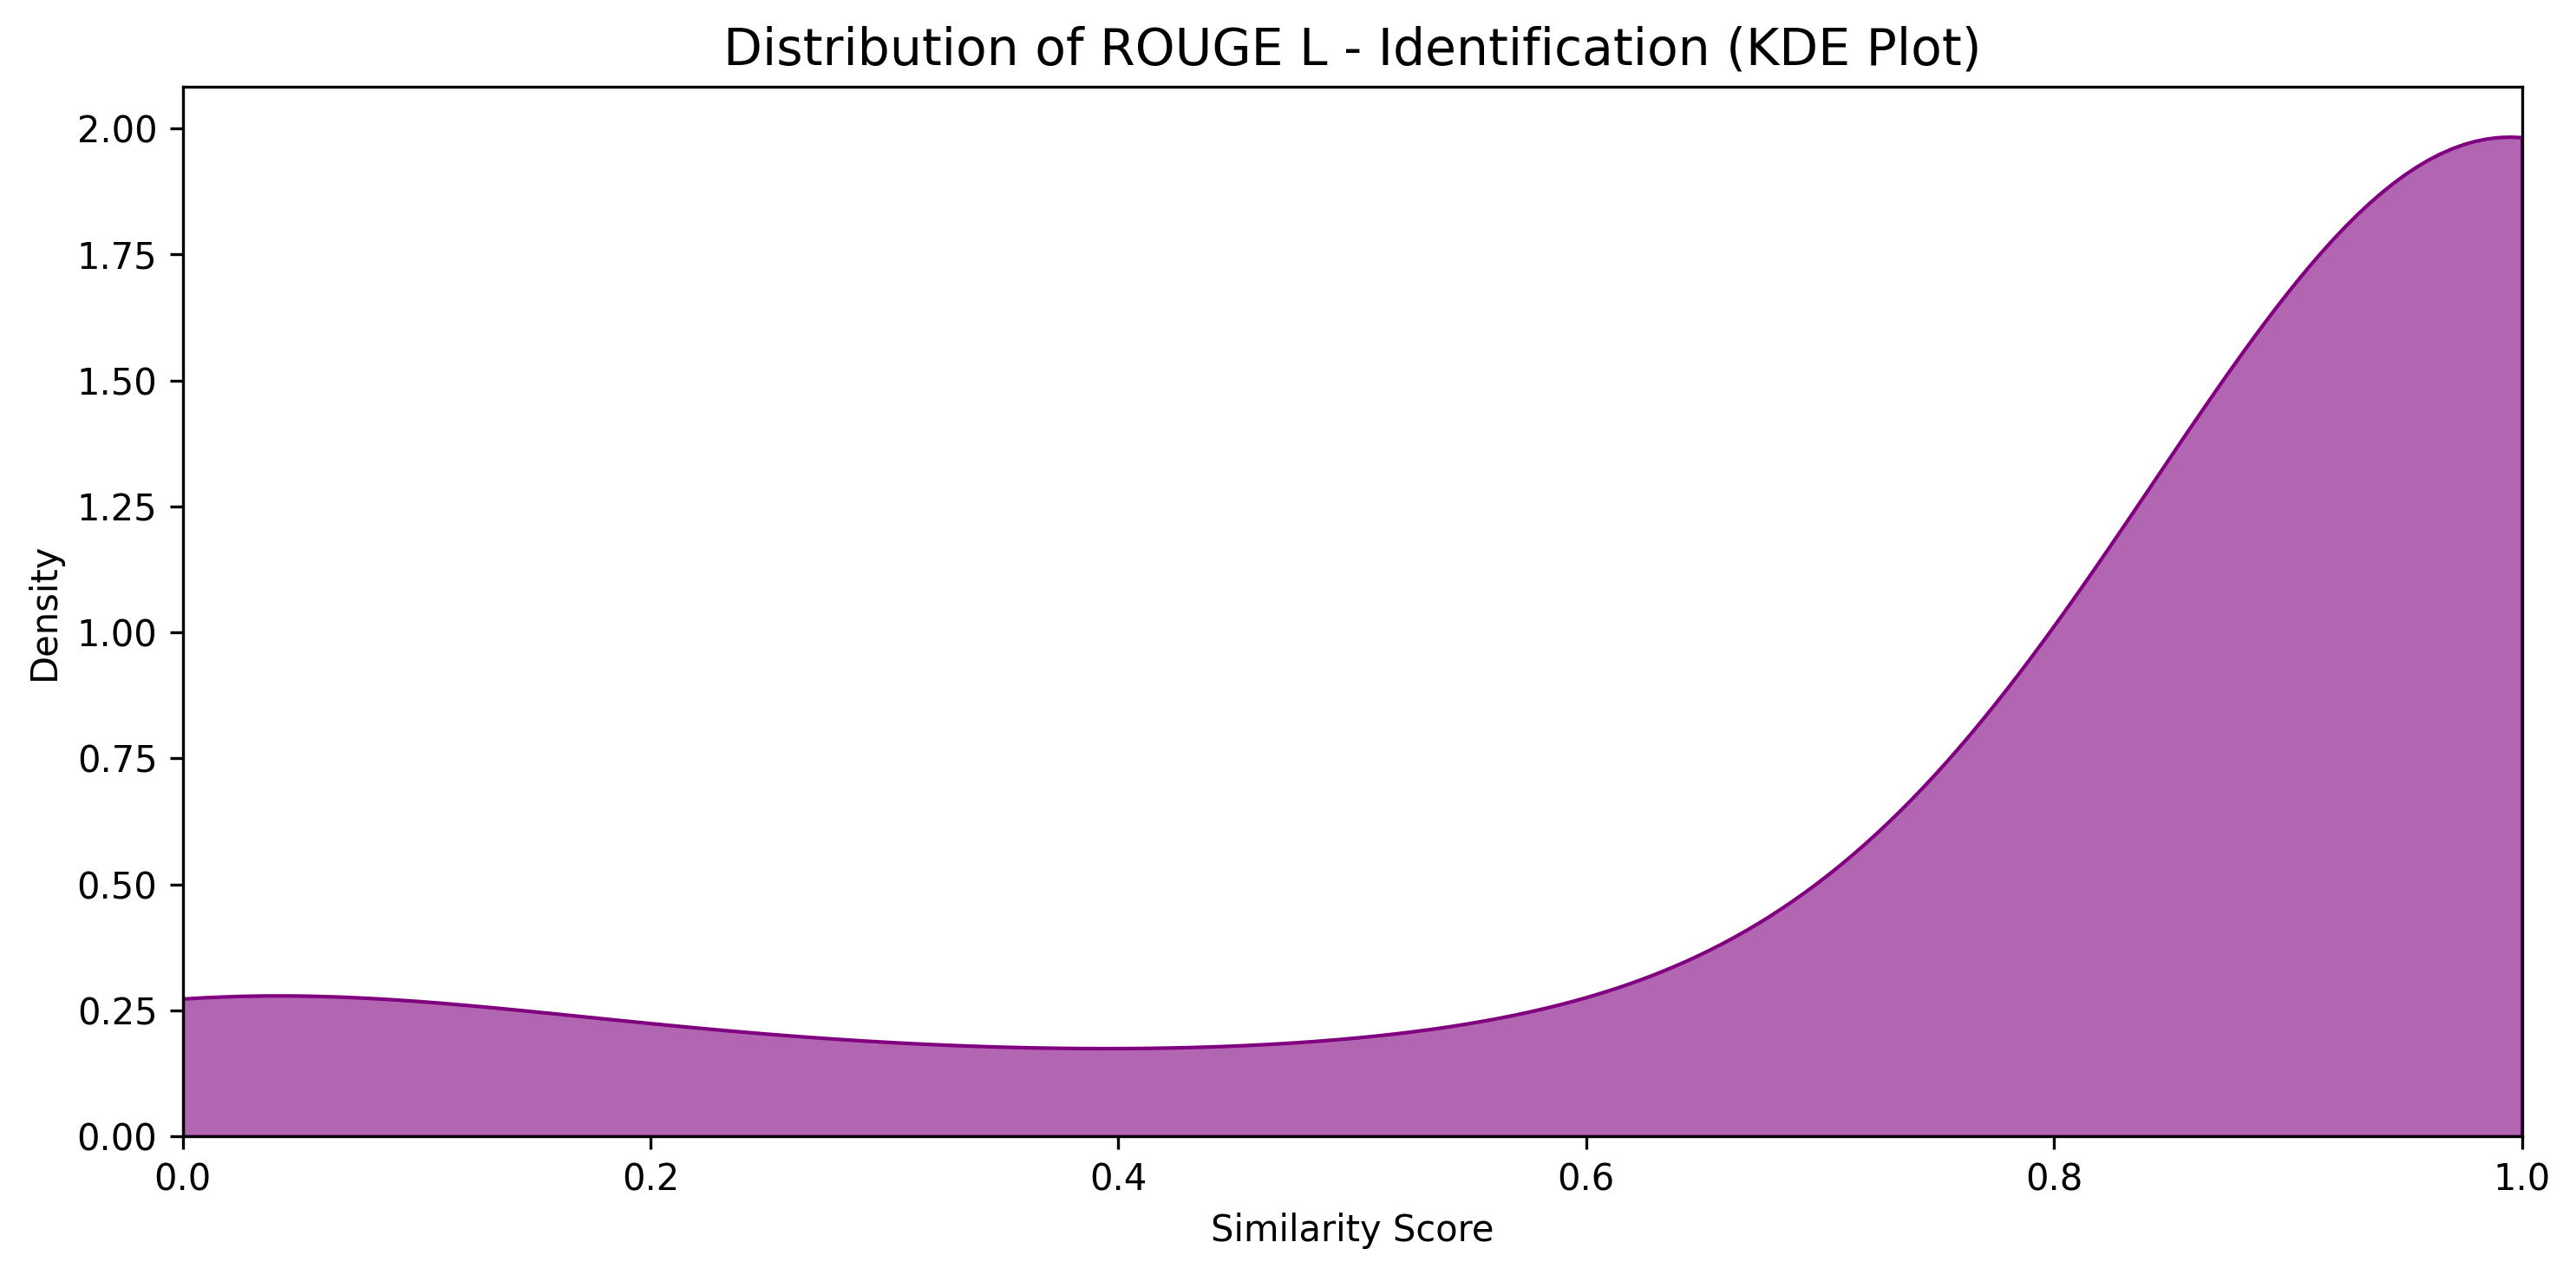 Distribution of ROUGE L - Identification (KDE Plot)
2.00
1.75
1.50
1.25
1.00
0.75
0.50
0.25
0.00
Density
0.0 0.2 0.4 0.6 0.8 1.0
Similarity Score